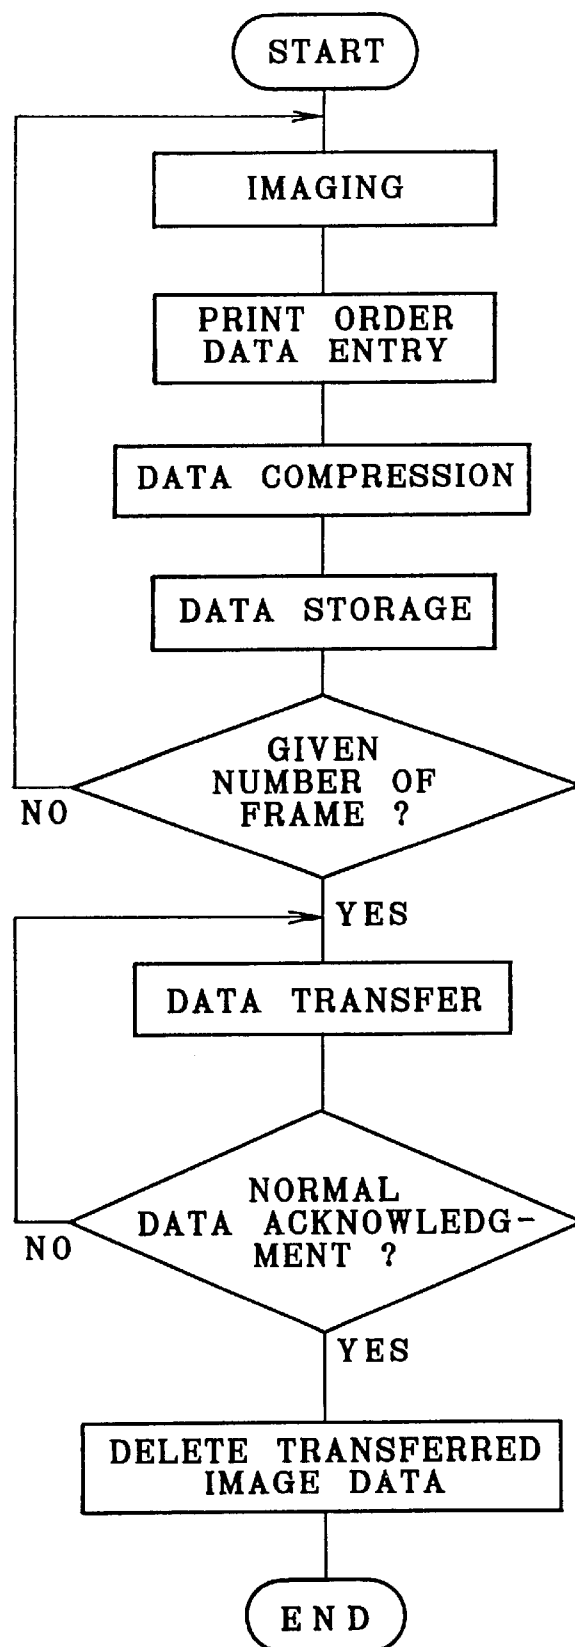 START
IMAGING
PRINT ORDER
DATA ENTRY
DATA COMPRESSION
DATA STORAGE
GIVEN
NUMBER OF
FRAME ?
NO
YES
DATA TRANSFER
NORMAL
DATA ACKNOWLEDG-
MENT ?
NO
YES
DELETE TRANSFERRED
IMAGE DATA
END